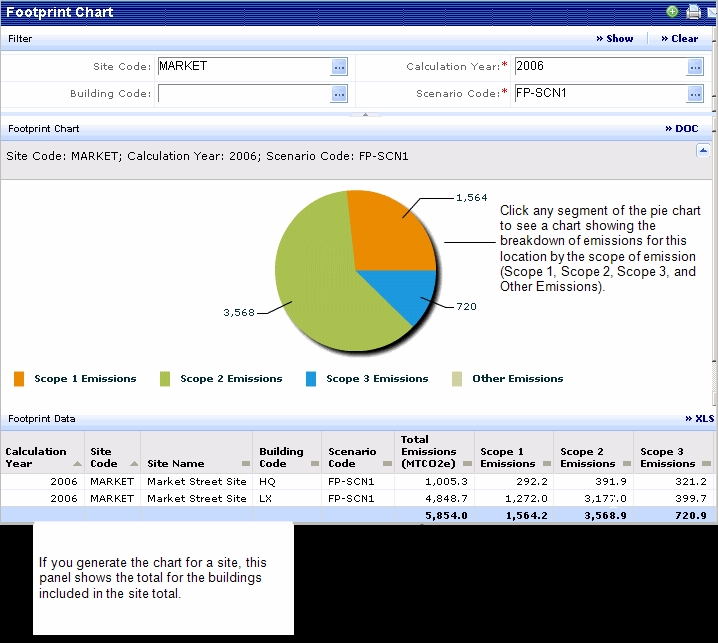 Footprint Chart
Filter » Show » Clear
Site Code: MARKET ... Calculation Year:* 2006 ...
Building Code: ... Scenario Code:* FP-SCN1 ...
Footprint Chart » DOC
Site Code: MARKET; Calculation Year: 2006; Scenario Code: FP-SCN1
1,564
Click any segment of the pie chart
to see a chart showing the
breakdown of emissions for this
location by the scope of emission
(Scope 1, Scope 2, Scope 3, and
Other Emissions).
3,568
720
Scope 1 Emissions Scope 2 Emissions Scope 3 Emissions Other Emissions
Footprint Data » XLS
Calculation Year Site Code Site Name Building Code Scenario Code Total Emissions (MTCO2e) Scope 1 Emissions Scope 2 Emissions Scope 3 Emissions
2006 MARKET Market Street Site HQ FP-SCN1 1,005.3 292.2 391.9 321.2
2006 MARKET Market Street Site LX FP-SCN1 4,848.7 1,272.0 3,177.0 399.7
5,854.0 1,564.2 3,568.9 720.9
If you generate the chart for a site, this
panel shows the total for the buildings
included in the site total.